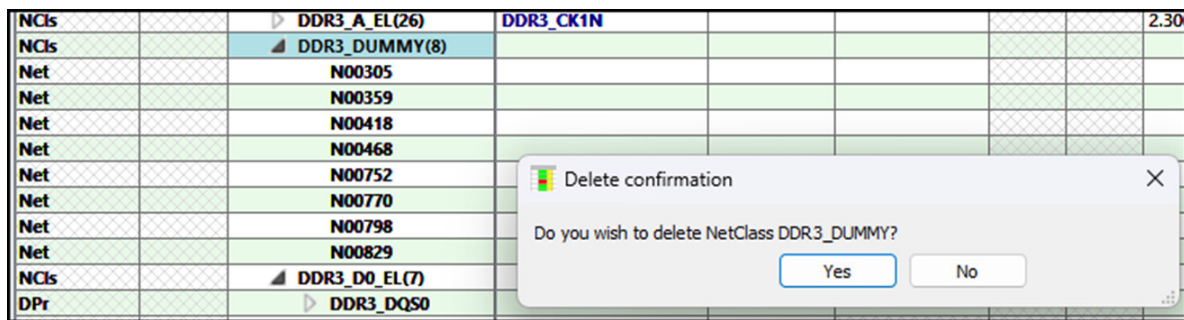 NCls DDR3_A_EL(26) DDR3_CK1N 2.30
NCls DDR3_DUMMY(8)
Net N00305
Net N00359
Net N00418
Net N00468
Net N00752
Net N00770
Net N00798
Net N00829
NCls DDR3_D0_EL(7)
DPr DDR3_DQS0
Delete confirmation
Do you wish to delete NetClass DDR3_DUMMY?
Yes No